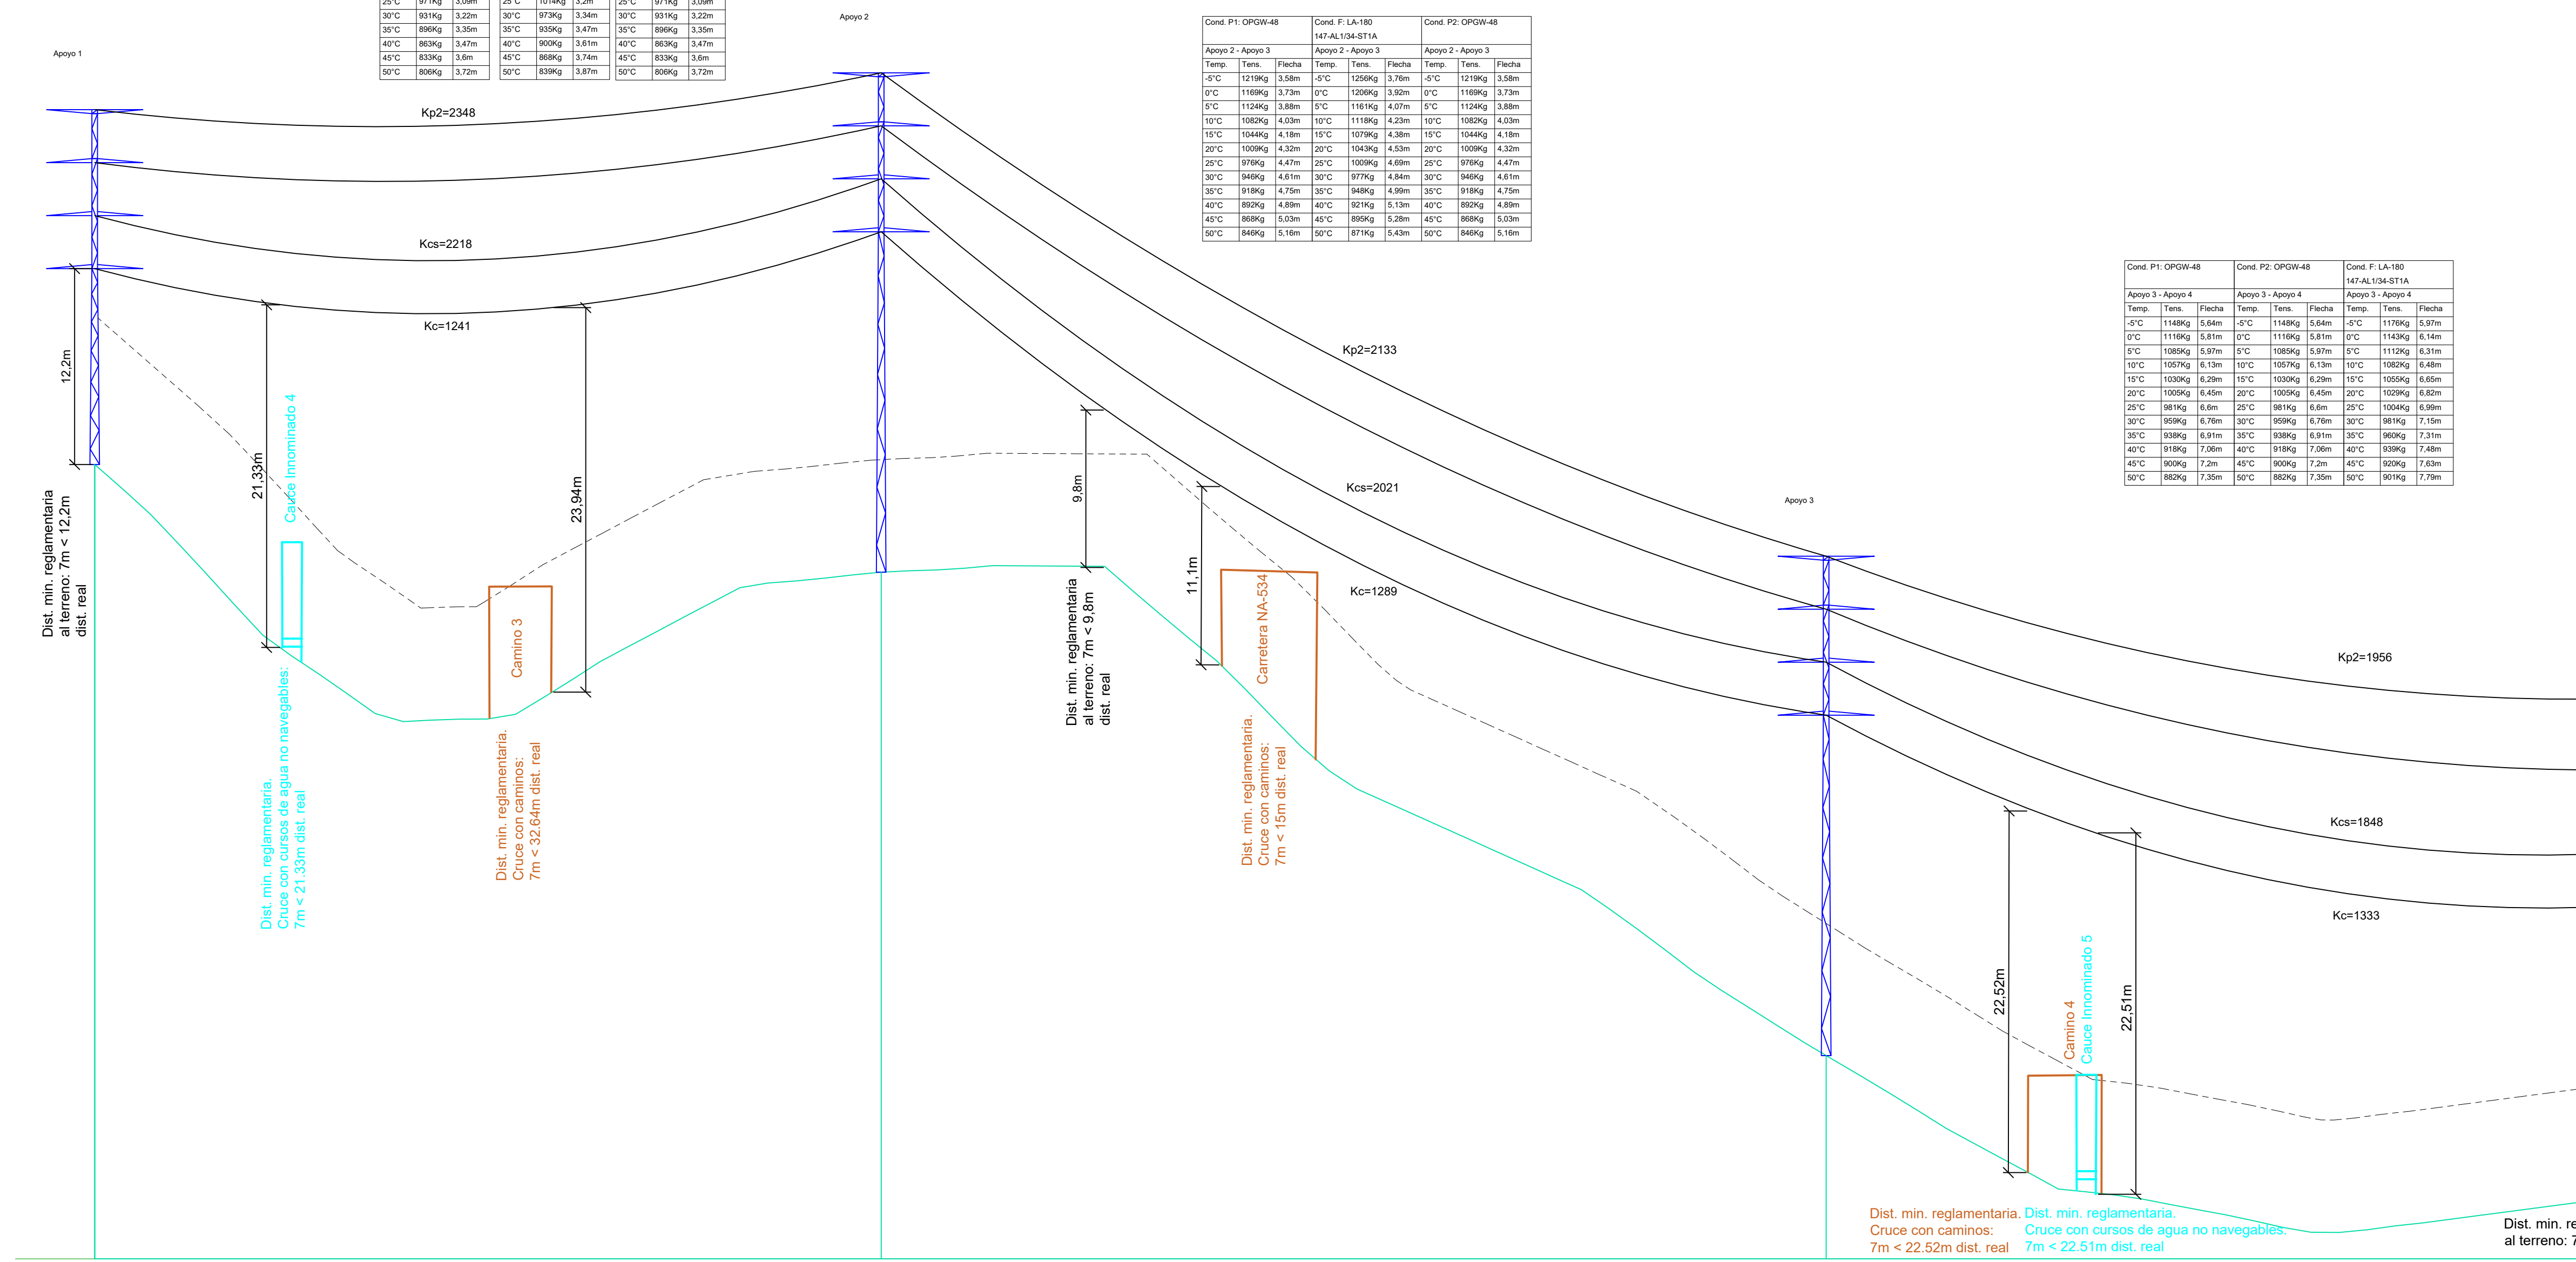 Apoyo 1
25°C 971Kg 3,09m 25°C 1014Kg 3,2m 25°C 971Kg 3,09m
30°C 931Kg 3,22m 30°C 973Kg 3,34m 30°C 931Kg 3,22m
35°C 896Kg 3,35m 35°C 935Kg 3,47m 35°C 896Kg 3,35m
40°C 863Kg 3,47m 40°C 900Kg 3,61m 40°C 863Kg 3,47m
45°C 833Kg 3,6m 45°C 868Kg 3,74m 45°C 833Kg 3,6m
50°C 806Kg 3,72m 50°C 839Kg 3,87m 50°C 806Kg 3,72m
Apoyo 2
Cond. P1: OPGW-48 Cond. F: LA-180 Cond. P2: OPGW-48
147-AL1/34-ST1A
Apoyo 2 - Apoyo 3 Apoyo 2 - Apoyo 3 Apoyo 2 - Apoyo 3
Temp. Tens. Flecha Temp. Tens. Flecha Temp. Tens. Flecha
-5°C 1219Kg 3,58m -5°C 1256Kg 3,76m -5°C 1219Kg 3,58m
0°C 1169Kg 3,73m 0°C 1206Kg 3,92m 0°C 1169Kg 3,73m
5°C 1124Kg 3,88m 5°C 1161Kg 4,07m 5°C 1124Kg 3,88m
10°C 1082Kg 4,03m 10°C 1118Kg 4,23m 10°C 1082Kg 4,03m
15°C 1044Kg 4,18m 15°C 1079Kg 4,38m 15°C 1044Kg 4,18m
20°C 1009Kg 4,32m 20°C 1043Kg 4,53m 20°C 1009Kg 4,32m
25°C 976Kg 4,47m 25°C 1009Kg 4,69m 25°C 976Kg 4,47m
30°C 946Kg 4,61m 30°C 977Kg 4,84m 30°C 946Kg 4,61m
35°C 918Kg 4,75m 35°C 948Kg 4,99m 35°C 918Kg 4,75m
40°C 892Kg 4,89m 40°C 921Kg 5,13m 40°C 892Kg 4,89m
45°C 868Kg 5,03m 45°C 895Kg 5,28m 45°C 868Kg 5,03m
50°C 846Kg 5,16m 50°C 871Kg 5,43m 50°C 846Kg 5,16m
Cond. P1: OPGW-48 Cond. P2: OPGW-48 Cond. F: LA-180
147-AL1/34-ST1A
Apoyo 3 - Apoyo 4 Apoyo 3 - Apoyo 4 Apoyo 3 - Apoyo 4
Temp. Tens. Flecha Temp. Tens. Flecha Temp. Tens. Flecha
-5°C 1148Kg 5,64m -5°C 1148Kg 5,64m -5°C 1176Kg 5,97m
0°C 1116Kg 5,81m 0°C 1116Kg 5,81m 0°C 1143Kg 6,14m
5°C 1085Kg 5,97m 5°C 1085Kg 5,97m 5°C 1112Kg 6,31m
10°C 1057Kg 6,13m 10°C 1057Kg 6,13m 10°C 1082Kg 6,48m
15°C 1030Kg 6,29m 15°C 1030Kg 6,29m 15°C 1055Kg 6,65m
20°C 1005Kg 6,45m 20°C 1005Kg 6,45m 20°C 1029Kg 6,82m
25°C 981Kg 6,6m 25°C 981Kg 6,6m 25°C 1004Kg 6,99m
30°C 959Kg 6,76m 30°C 959Kg 6,76m 30°C 981Kg 7,15m
35°C 938Kg 6,91m 35°C 938Kg 6,91m 35°C 960Kg 7,31m
40°C 918Kg 7,06m 40°C 918Kg 7,06m 40°C 939Kg 7,48m
45°C 900Kg 7,2m 45°C 900Kg 7,2m 45°C 920Kg 7,63m
50°C 882Kg 7,35m 50°C 882Kg 7,35m 50°C 901Kg 7,79m
Apoyo 3
Kp2=2348
Kcs=2218
Kc=1241
Kp2=2133
Kcs=2021
Kc=1289
Kp2=1956
Kcs=1848
Kc=1333
12,2m
Dist. min. reglamentaria
al terreno: 7m < 12,2m
dist. real
21,33m
Cauce Innominado 4
Dist. min. reglamentaria.
Cruce con cursos de agua no navegables:
7m < 21.33m dist. real
Camino 3
23,94m
Dist. min. reglamentaria.
Cruce con caminos:
7m < 32.64m dist. real
9,8m
Dist. min. reglamentaria
al terreno: 7m < 9,8m
dist. real
11,1m
Carretera NA-534
Dist. min. reglamentaria.
Cruce con caminos:
7m < 15m dist. real
22,52m
Camino 4
Cauce Innominado 5
22,51m
Dist. min. reglamentaria.
Cruce con caminos:
7m < 22.52m dist. real
Dist. min. reglamentaria.
Cruce con cursos de agua no navegables:
7m < 22.51m dist. real
Dist. min. re
al terreno: 7